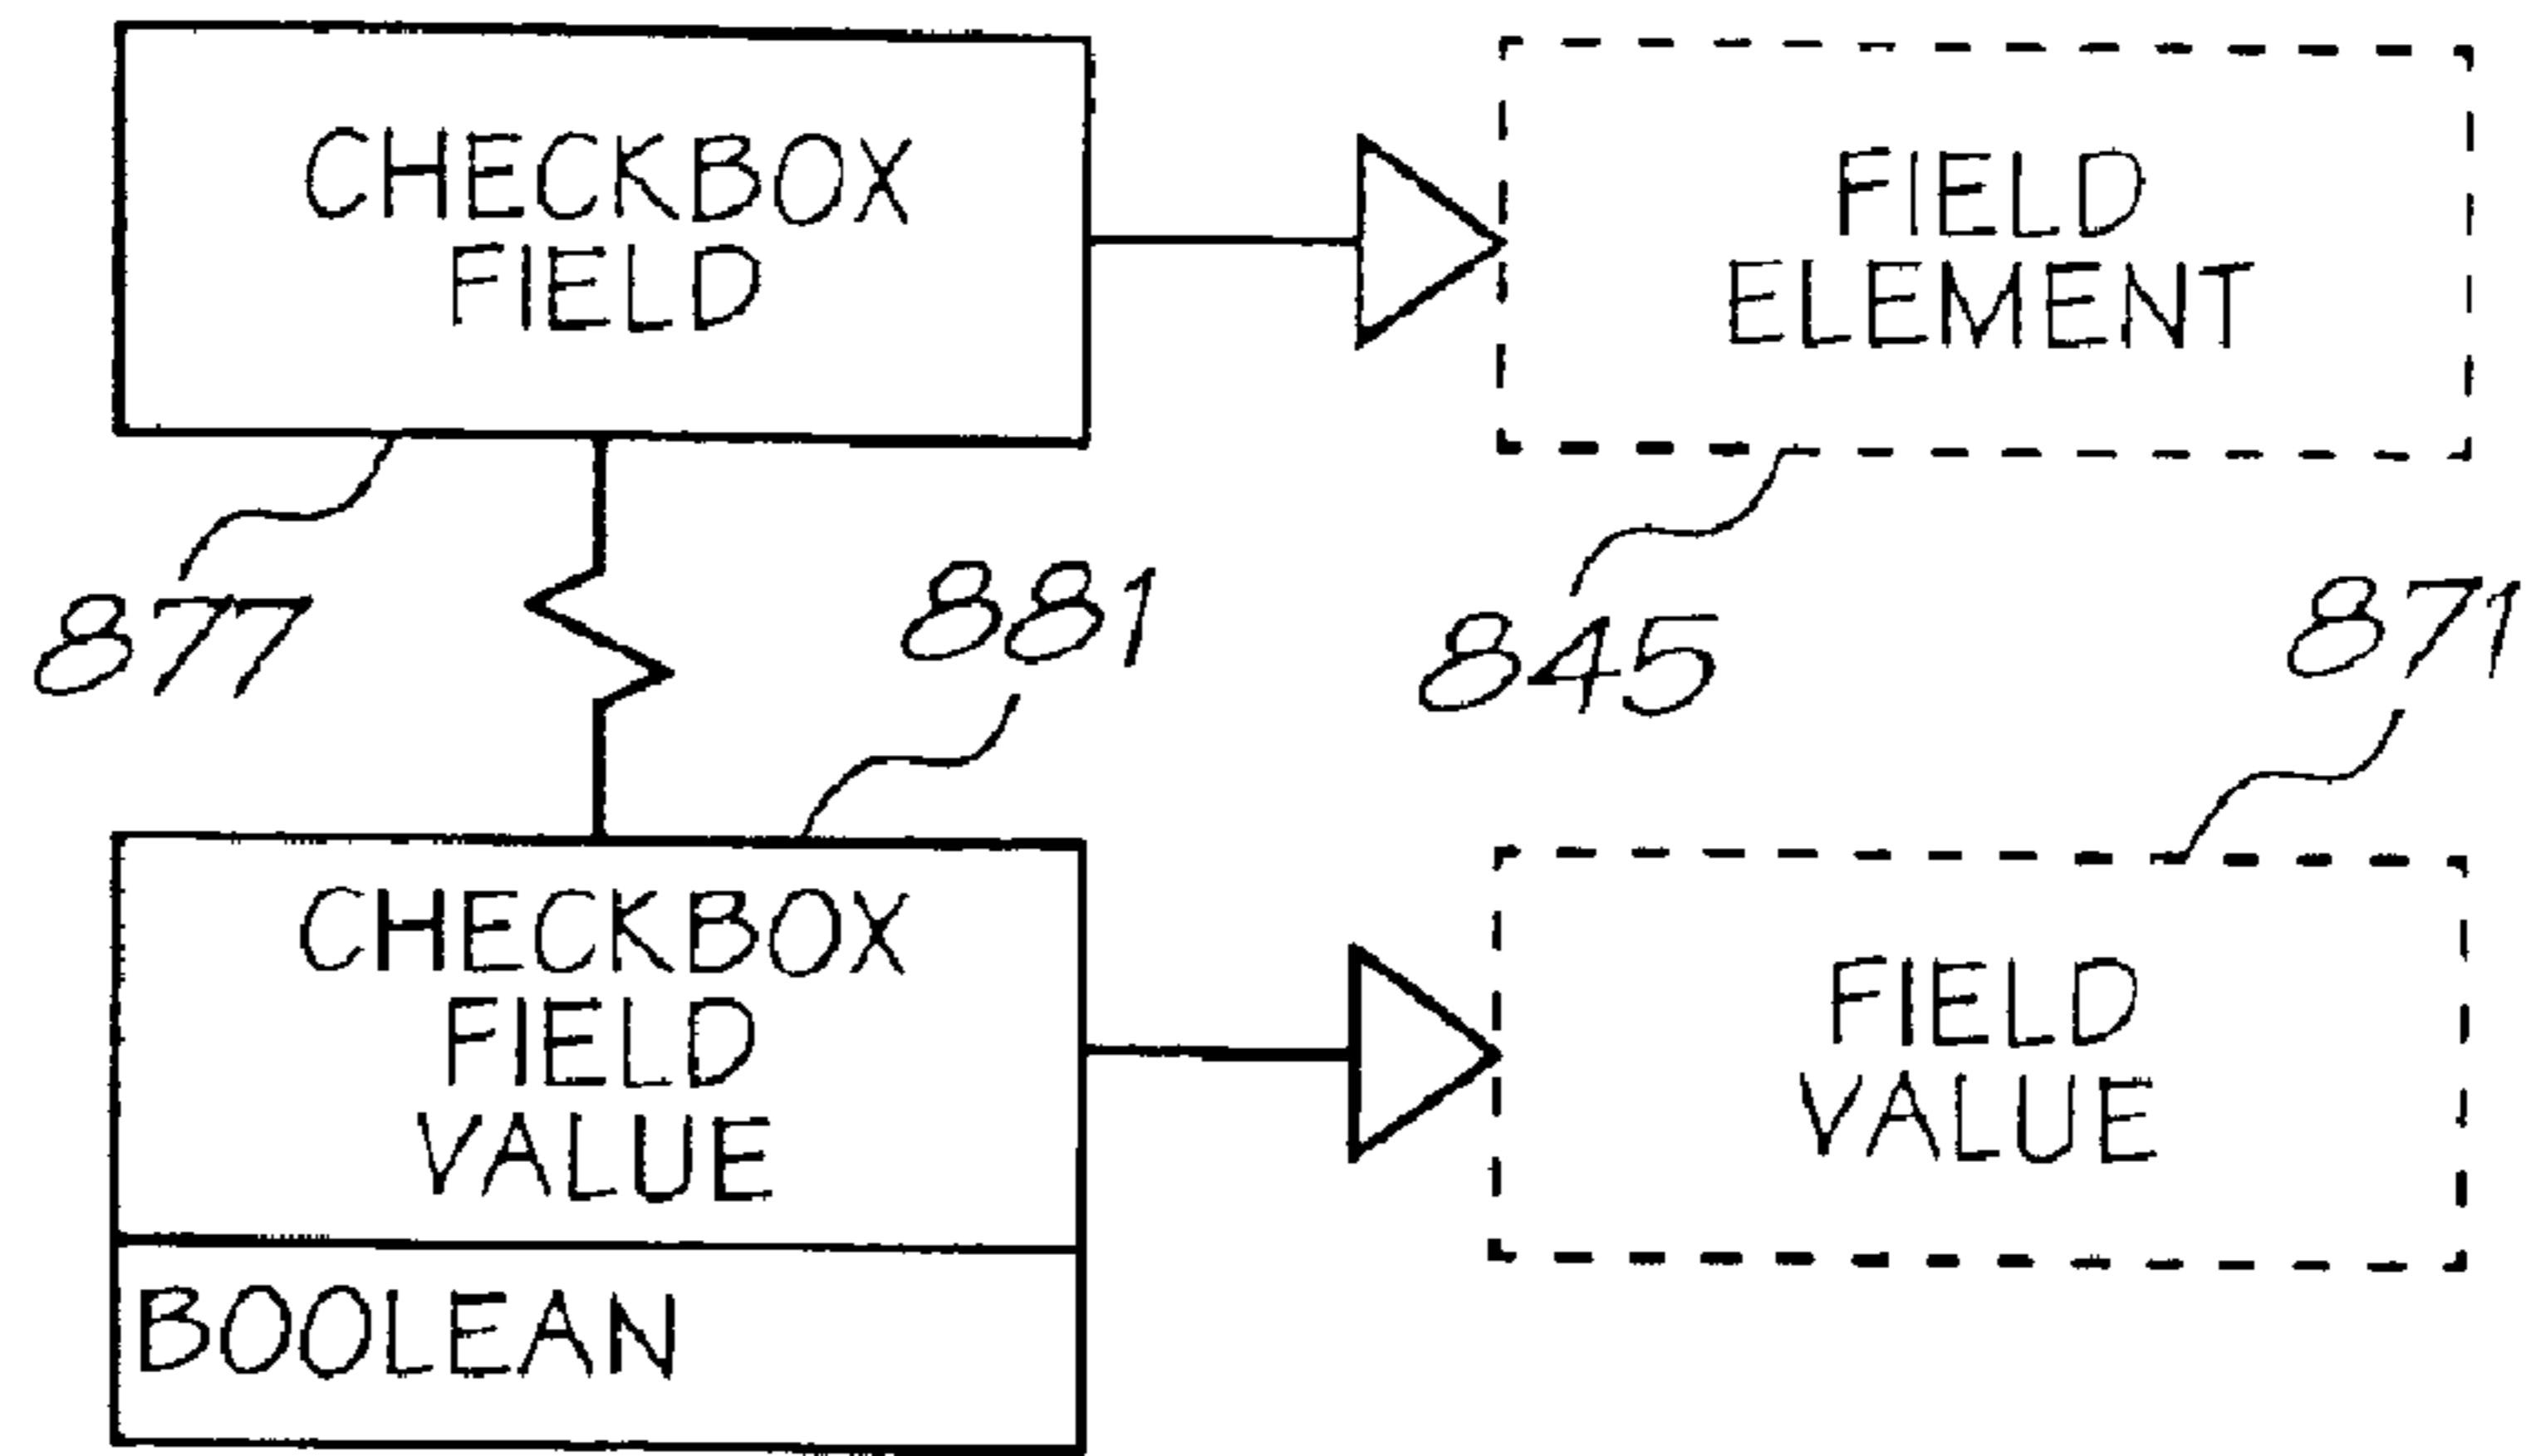 CHECKBOX
FIELD
FIELD
ELEMENT
877
881
845
871
CHECKBOX
FIELD
VALUE
BOOLEAN
FIELD
VALUE